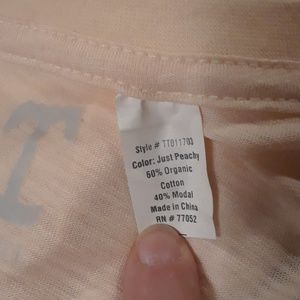 Style # TT011703
Color: Just Peachy
60% Organic
Cotton
40% Modal
Made in China
RN # 77052